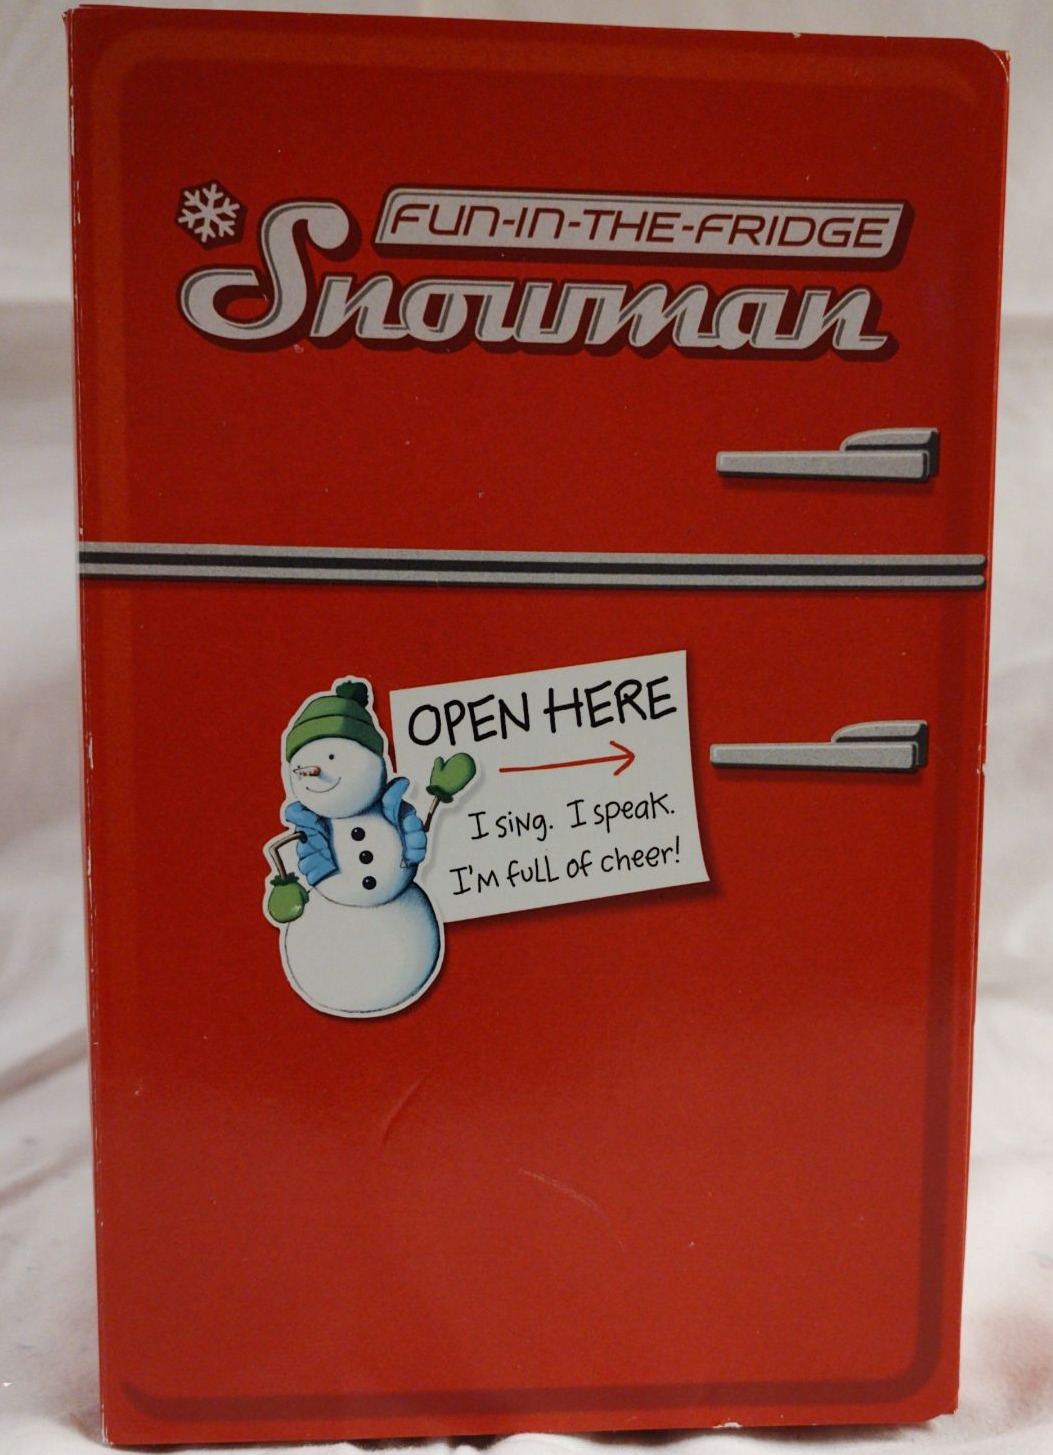 FUN-IN-THE-FRIDGE
Snowman
OPEN HERE
I sing. I speak.
I'm full of cheer!